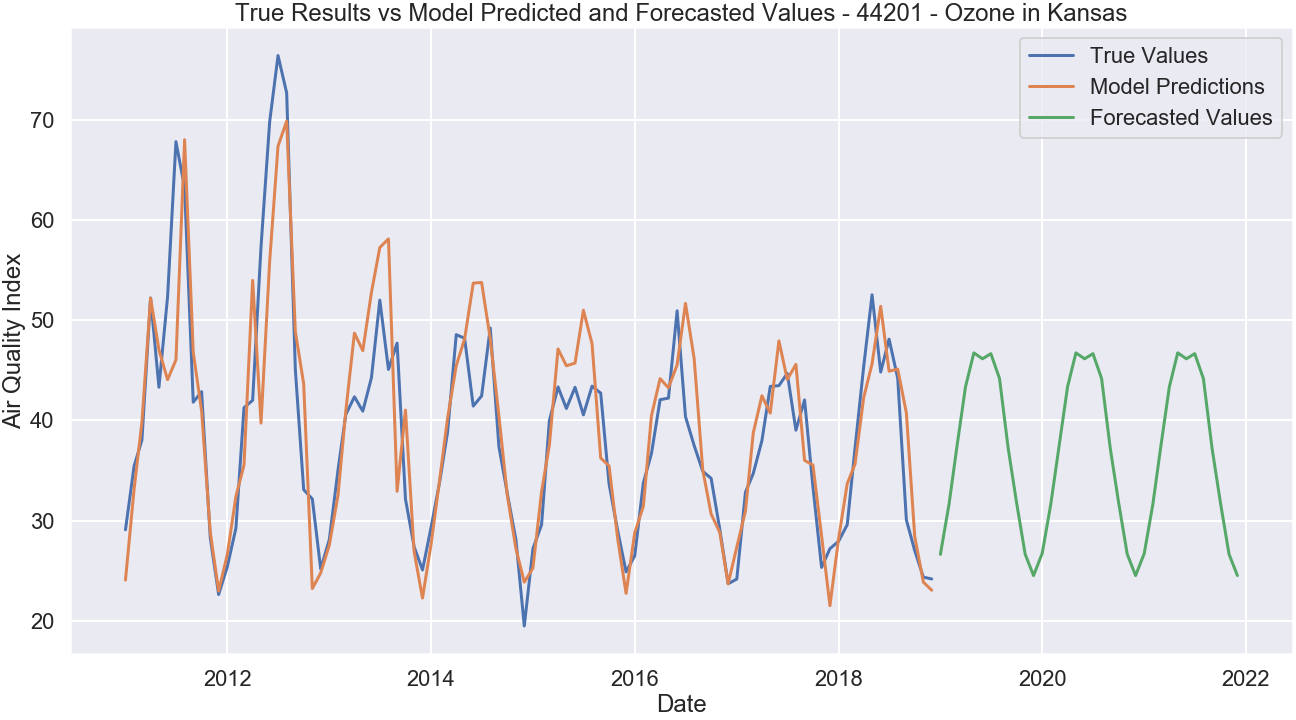 True Results vs Model Predicted and Forecasted Values - 44201 - Ozone in Kansas
True Values
Model Predictions
Forecasted Values
Air Quality Index
70
60
50
40
30
20
2012
2014
2016
2018
2020
2022
Date